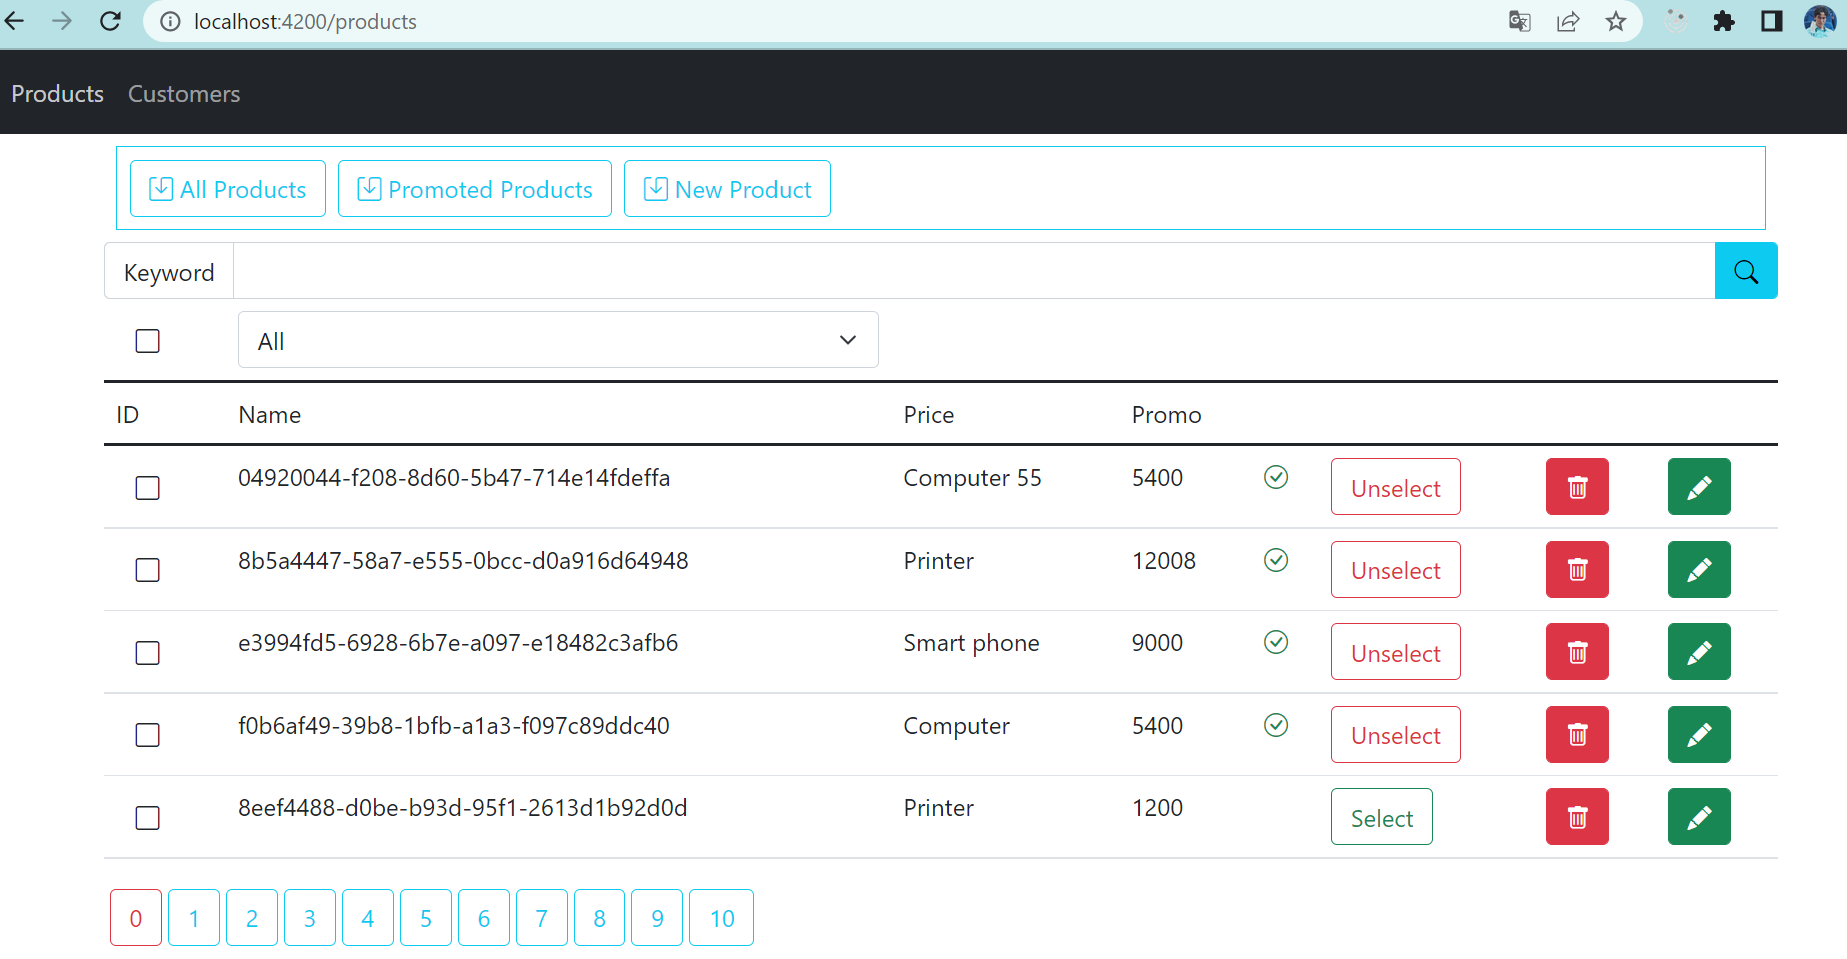 localhost:4200/products
Products Customers
All Products Promoted Products New Product
Keyword
All
ID Name Price Promo
04920044-f208-8d60-5b47-714e14fdeffa Computer 55 5400 Unselect
8b5a4447-58a7-e555-0bcc-d0a916d64948 Printer 12008 Unselect
e3994fd5-6928-6b7e-a097-e18482c3afb6 Smart phone 9000 Unselect
f0b6af49-39b8-1bfb-a1a3-f097c89ddc40 Computer 5400 Unselect
8eef4488-d0be-b93d-95f1-2613d1b92d0d Printer 1200 Select
0 1 2 3 4 5 6 7 8 9 10